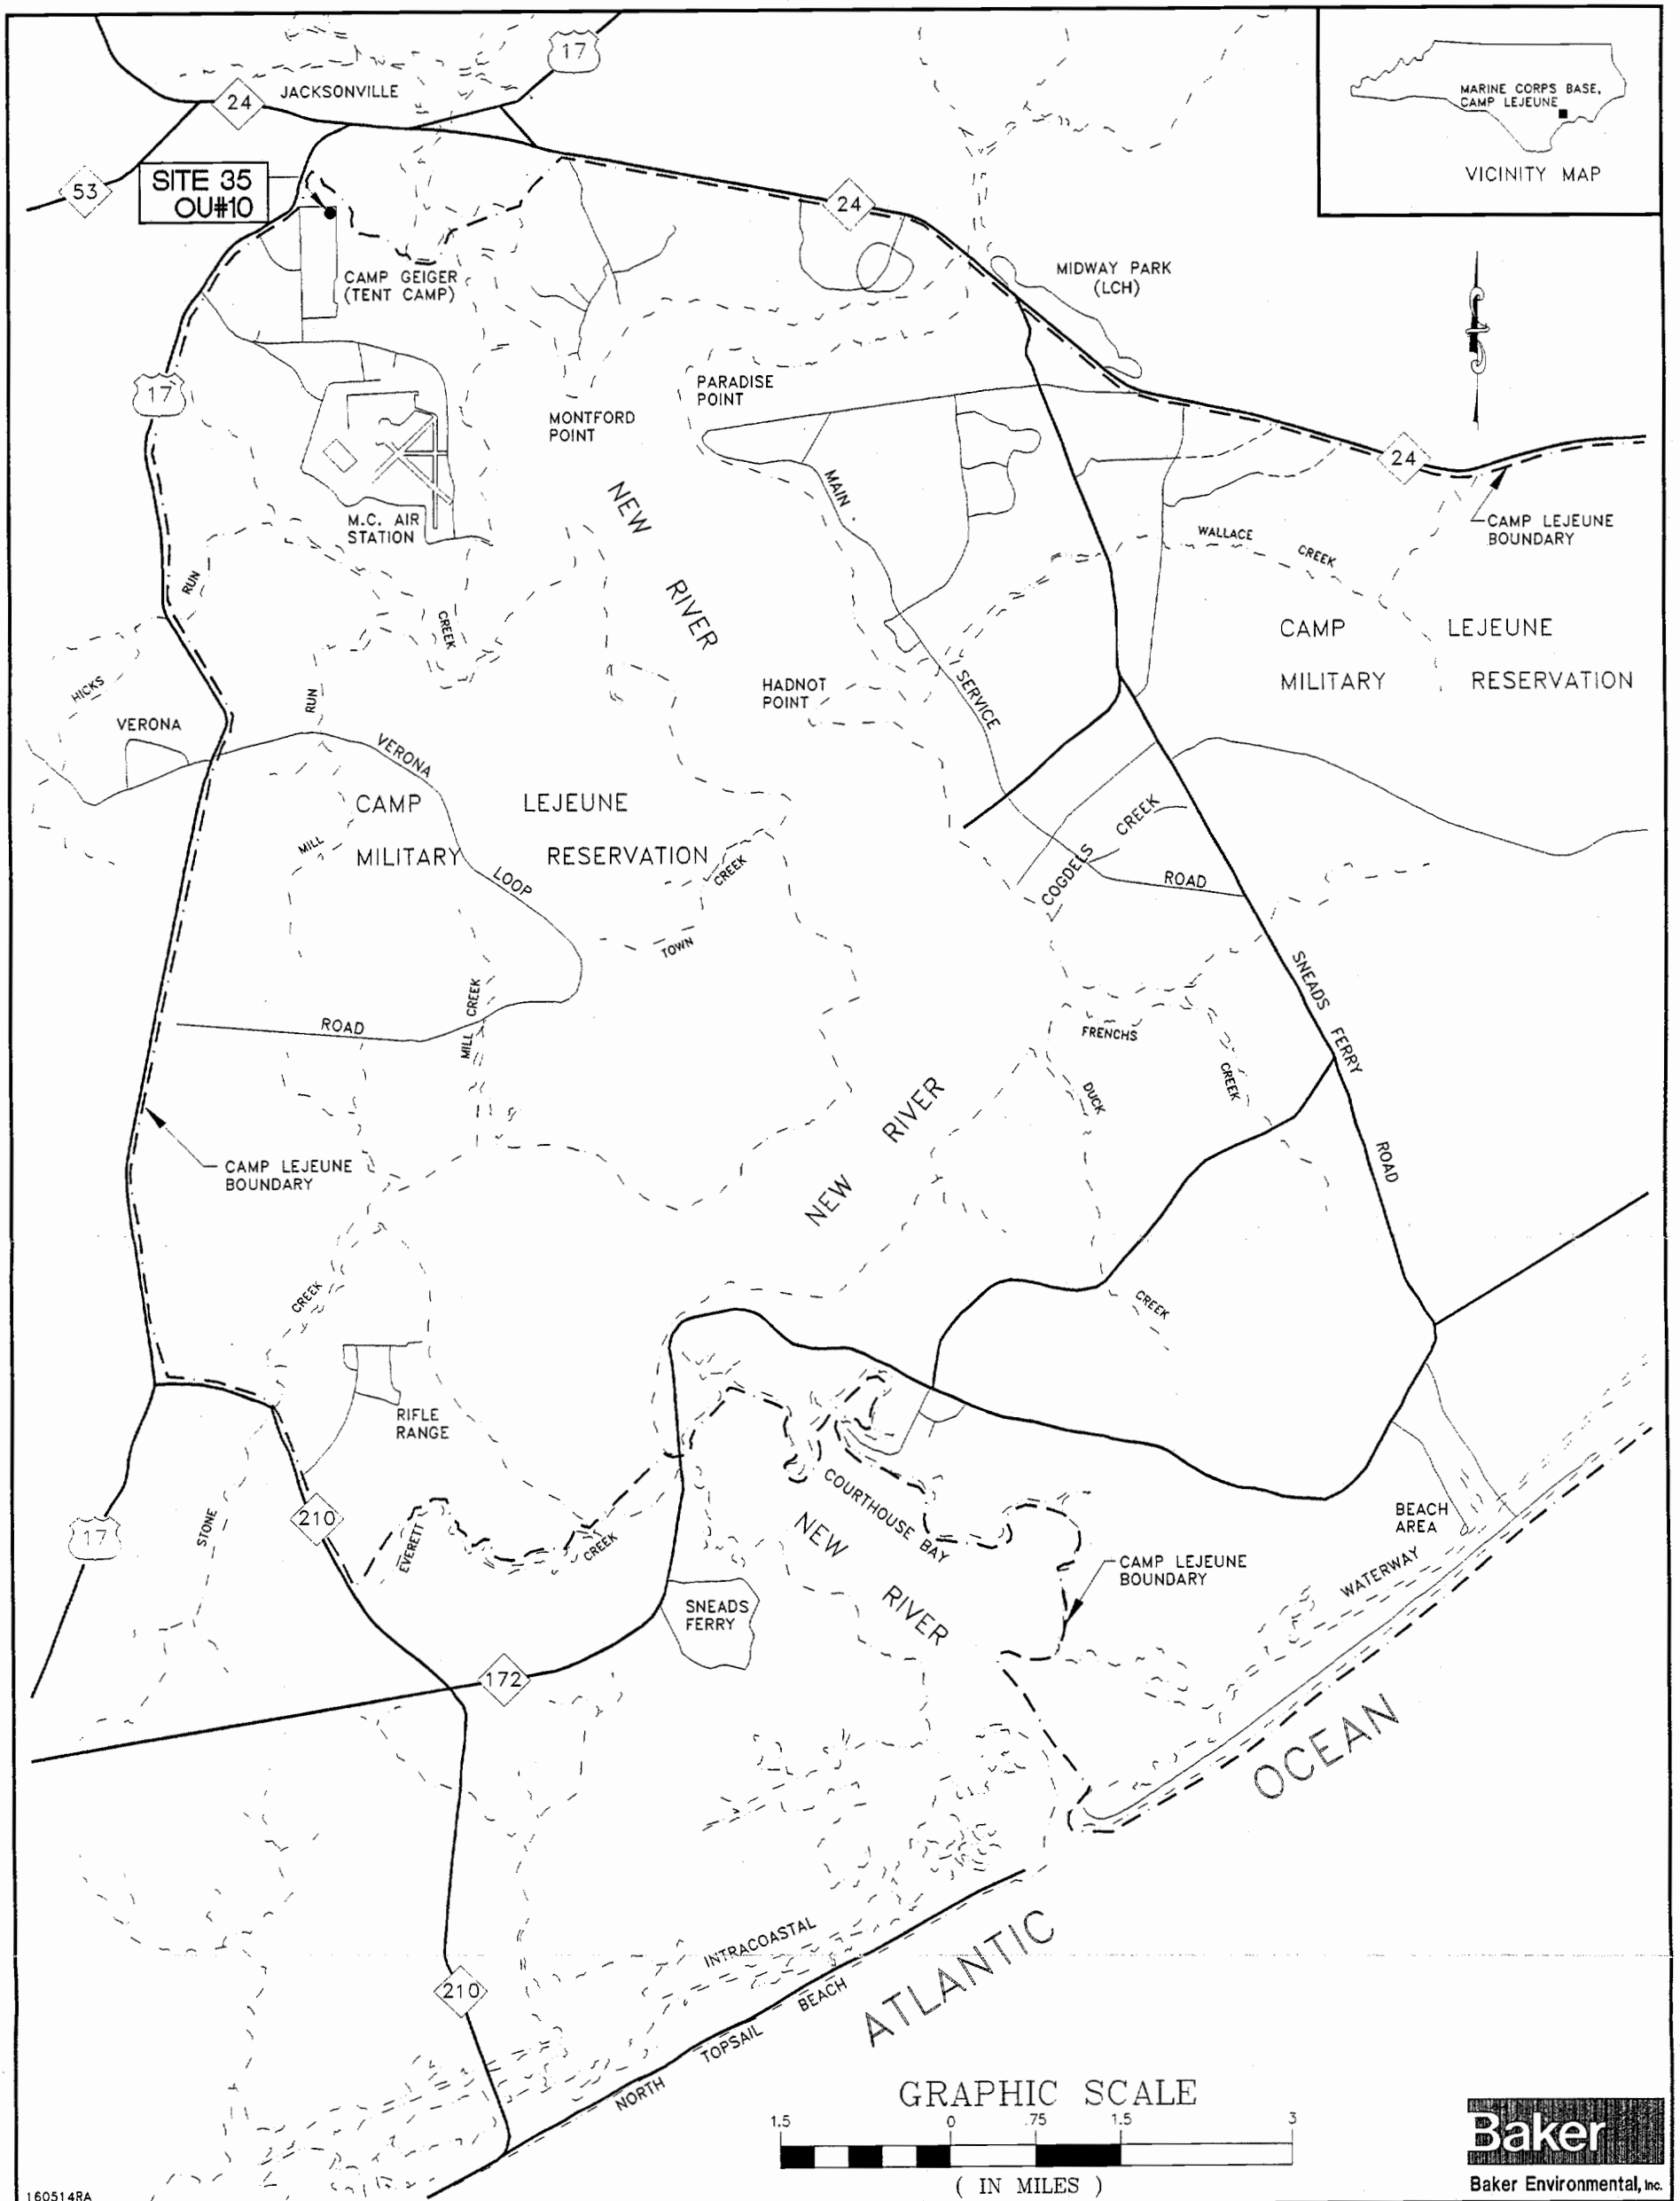 17
JACKSONVILLE
24
MARINE CORPS BASE,
CAMP LEJEUNE
VICINITY MAP
53
SITE 35
OU#10
24
CAMP GEIGER
(TENT CAMP)
MIDWAY PARK
(LCH)
17
PARADISE
POINT
MONTFORD
POINT
MAIN
24
NEW
RIVER
M.C. AIR
STATION
CAMP LEJEUNE
BOUNDARY
WALLACE
CREEK
RUN
CREEK
CAMP LEJEUNE
MILITARY RESERVATION
HICKS
RUN
HADNOT
POINT
SERVICE
VERONA
VERONA
CAMP LEJEUNE
MILITARY RESERVATION
MILL
LOOP
CREEK
TOWN
CREEK
COGDELS
ROAD
SNEADS
FERRY
ROAD
MILL CREEK
ROAD
FRENCHS
CREEK
DUCK
CREEK
NEW RIVER
CAMP LEJEUNE
BOUNDARY
CREEK
RIFLE
RANGE
STONE
210
17
EVERETT
CREEK
COURTHOUSE BAY
NEW
RIVER
BEACH
AREA
CAMP LEJEUNE
BOUNDARY
WATERWAY
SNEADS
FERRY
172
OCEAN
INTRACOASTAL
ATLANTIC
210
NORTH TOPSAIL BEACH
GRAPHIC SCALE
1.5 0 .75 1.5 3
( IN MILES )
Baker
Baker Environmental, Inc.
160514RA